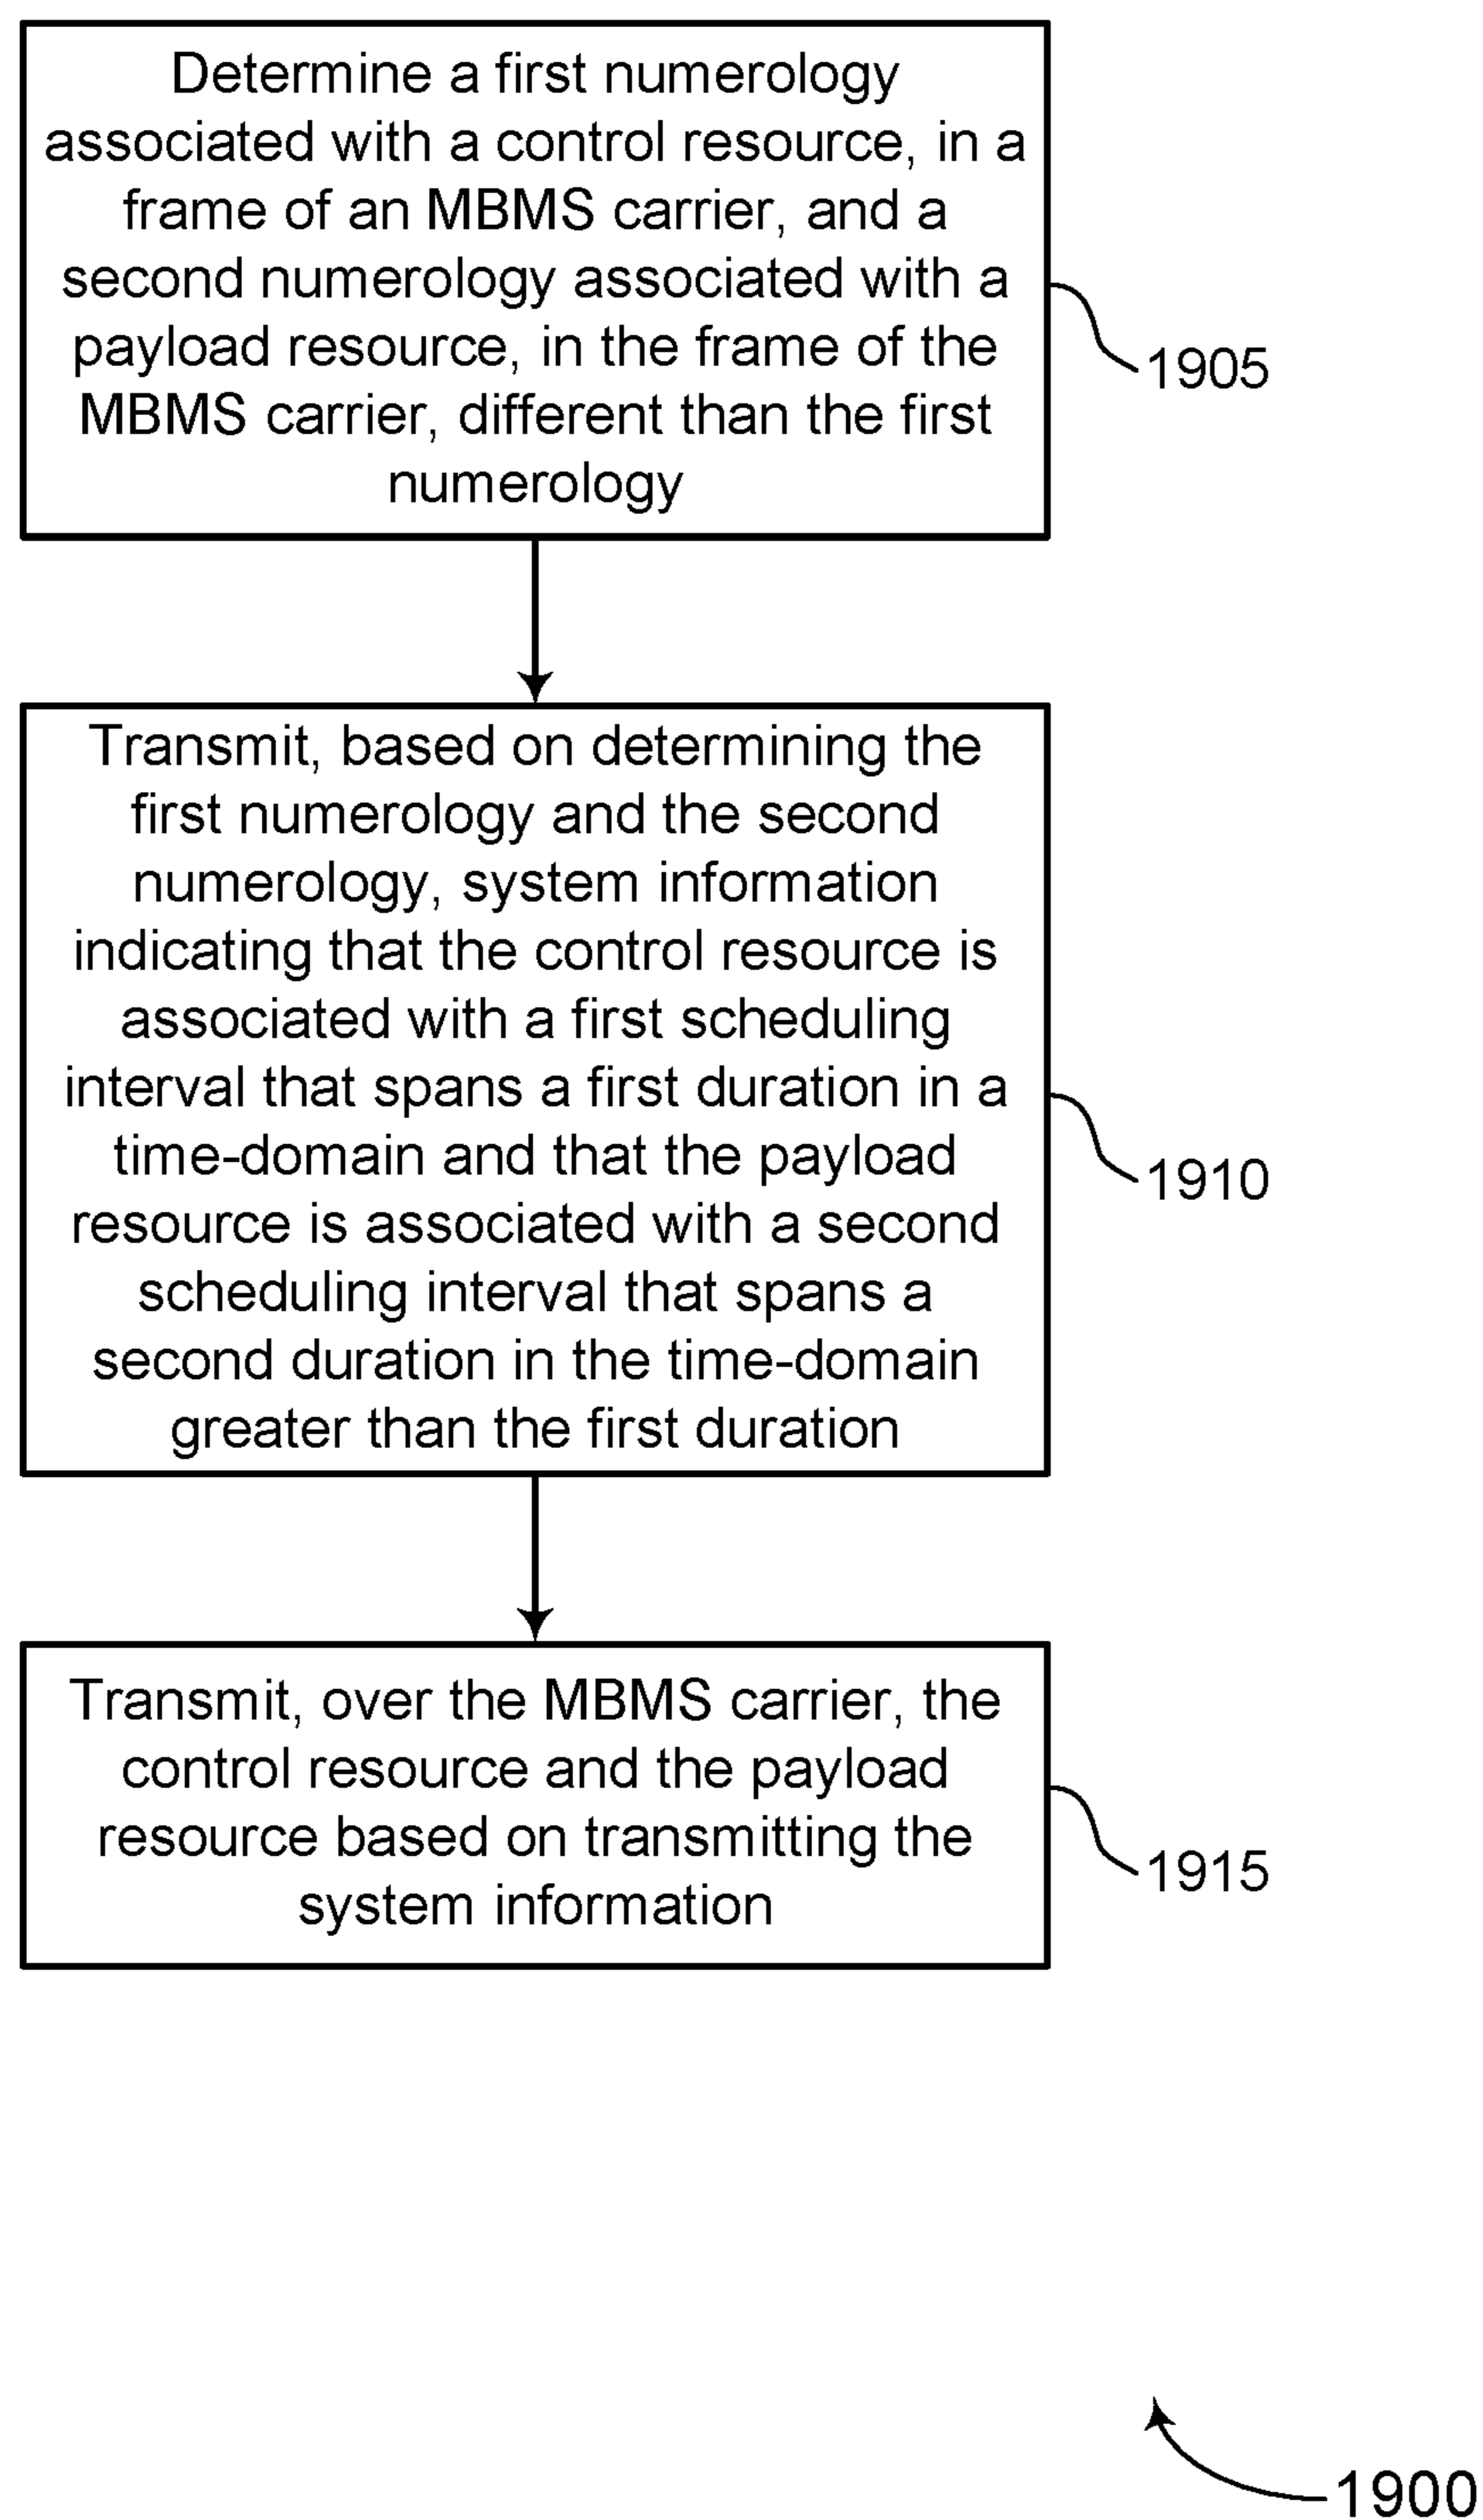 Determine a first numerology
associated with a control resource, in a
frame of an MBMS carrier, and a
second numerology associated with a
payload resource, in the frame of the
MBMS carrier, different than the first
numerology
1905
Transmit, based on determining the
first numerology and the second
numerology, system information
indicating that the control resource is
associated with a first scheduling
interval that spans a first duration in a
time-domain and that the payload
resource is associated with a second
scheduling interval that spans a
second duration in the time-domain
greater than the first duration
1910
Transmit, over the MBMS carrier, the
control resource and the payload
resource based on transmitting the
system information
1915
1900